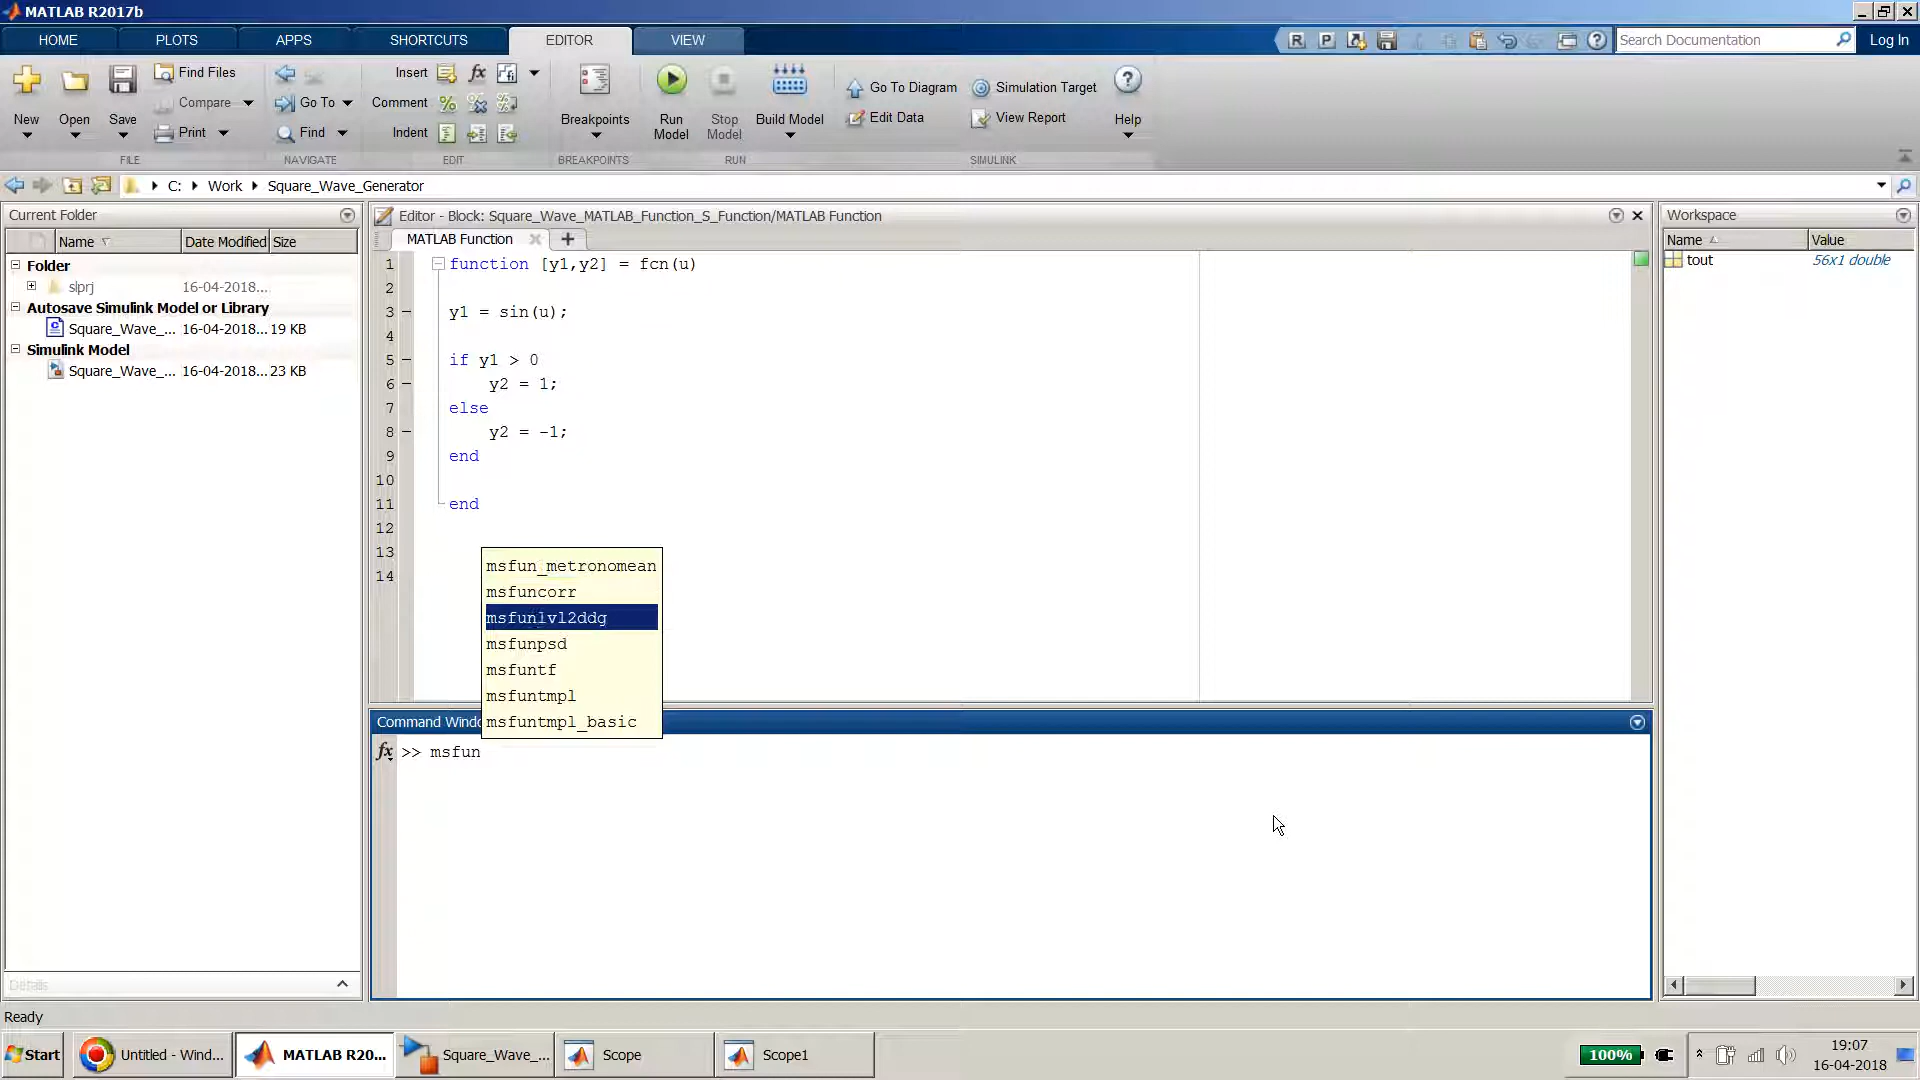 MATLAB R2017b
HOME PLOTS APPS SHORTCUTS EDITOR VIEW
Search Documentation Log In
New Open Save Find Files Compare Print
FILE
Go To Find
NAVIGATE
Insert fx
Comment %
Indent
EDIT
Breakpoints
BREAKPOINTS
Run Model Stop Model Build Model
RUN
Go To Diagram Simulation Target
Edit Data View Report Help
SIMULINK
C: Work Square_Wave_Generator
Current Folder
Name Date Modified Size
Folder
slprj 16-04-2018...
Autosave Simulink Model or Library
Square_Wave_... 16-04-2018... 19 KB
Simulink Model
Square_Wave_... 16-04-2018... 23 KB
Details
Editor - Block: Square_Wave_MATLAB_Function_S_Function/MATLAB Function
MATLAB Function
1 function [y1,y2] = fcn(u)
2
3 y1 = sin(u);
4
5 if y1 > 0
6 y2 = 1;
7 else
8 y2 = -1;
9 end
10
11 end
12
13
14
msfun_metronomean
msfuncorr
msfunlvl2ddg
msfunpsd
msfuntf
msfuntmpl
msfuntmpl_basic
Command Windo
fx >> msfun
Workspace
Name Value
tout 56x1 double
Ready
Start Untitled - Wind... MATLAB R20... Square_Wave_... Scope Scope1
100% 19:07
16-04-2018